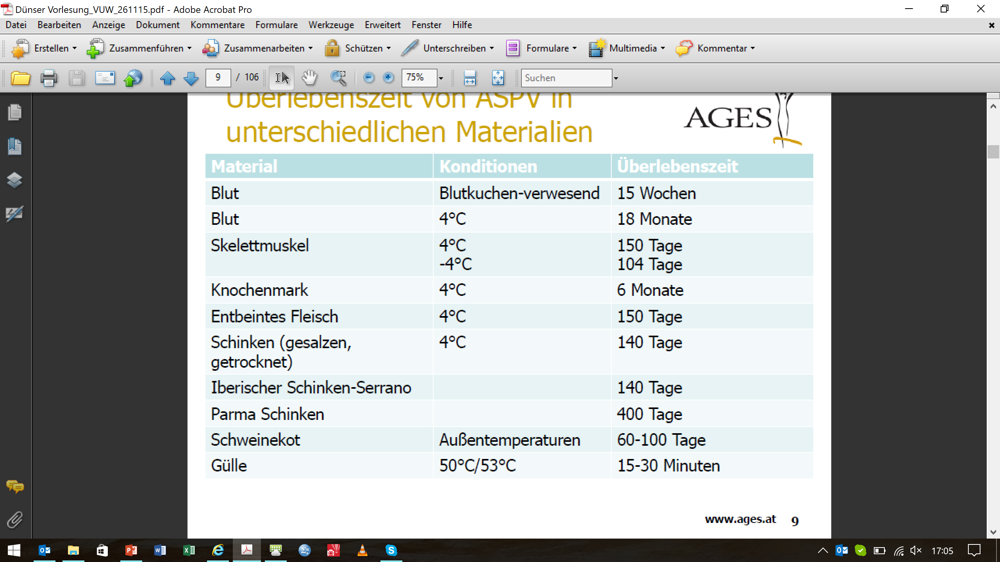 Dünser Vorlesung_VUW_261115.pdf - Adobe Acrobat Pro
Datei Bearbeiten Anzeige Dokument Kommentare Formulare Werkzeuge Erweitert Fenster Hilfe
Erstellen Zusammenführen Zusammenarbeiten Schützen Unterschreiben Formulare Multimedia Kommentar
9 / 106 75% Suchen
Überlebenszeit von ASPV in
unterschiedlichen Materialien
AGES
Material Konditionen Überlebenszeit
Blut Blutkuchen-verwesend 15 Wochen
Blut 4°C 18 Monate
Skelettmuskel 4°C 150 Tage
-4°C 104 Tage
Knochenmark 4°C 6 Monate
Entbeintes Fleisch 4°C 150 Tage
Schinken (gesalzen, 4°C 140 Tage
getrocknet)
Iberischer Schinken-Serrano 140 Tage
Parma Schinken 400 Tage
Schweinekot Außentemperaturen 60-100 Tage
Gülle 50°C/53°C 15-30 Minuten
www.ages.at 9
17:05